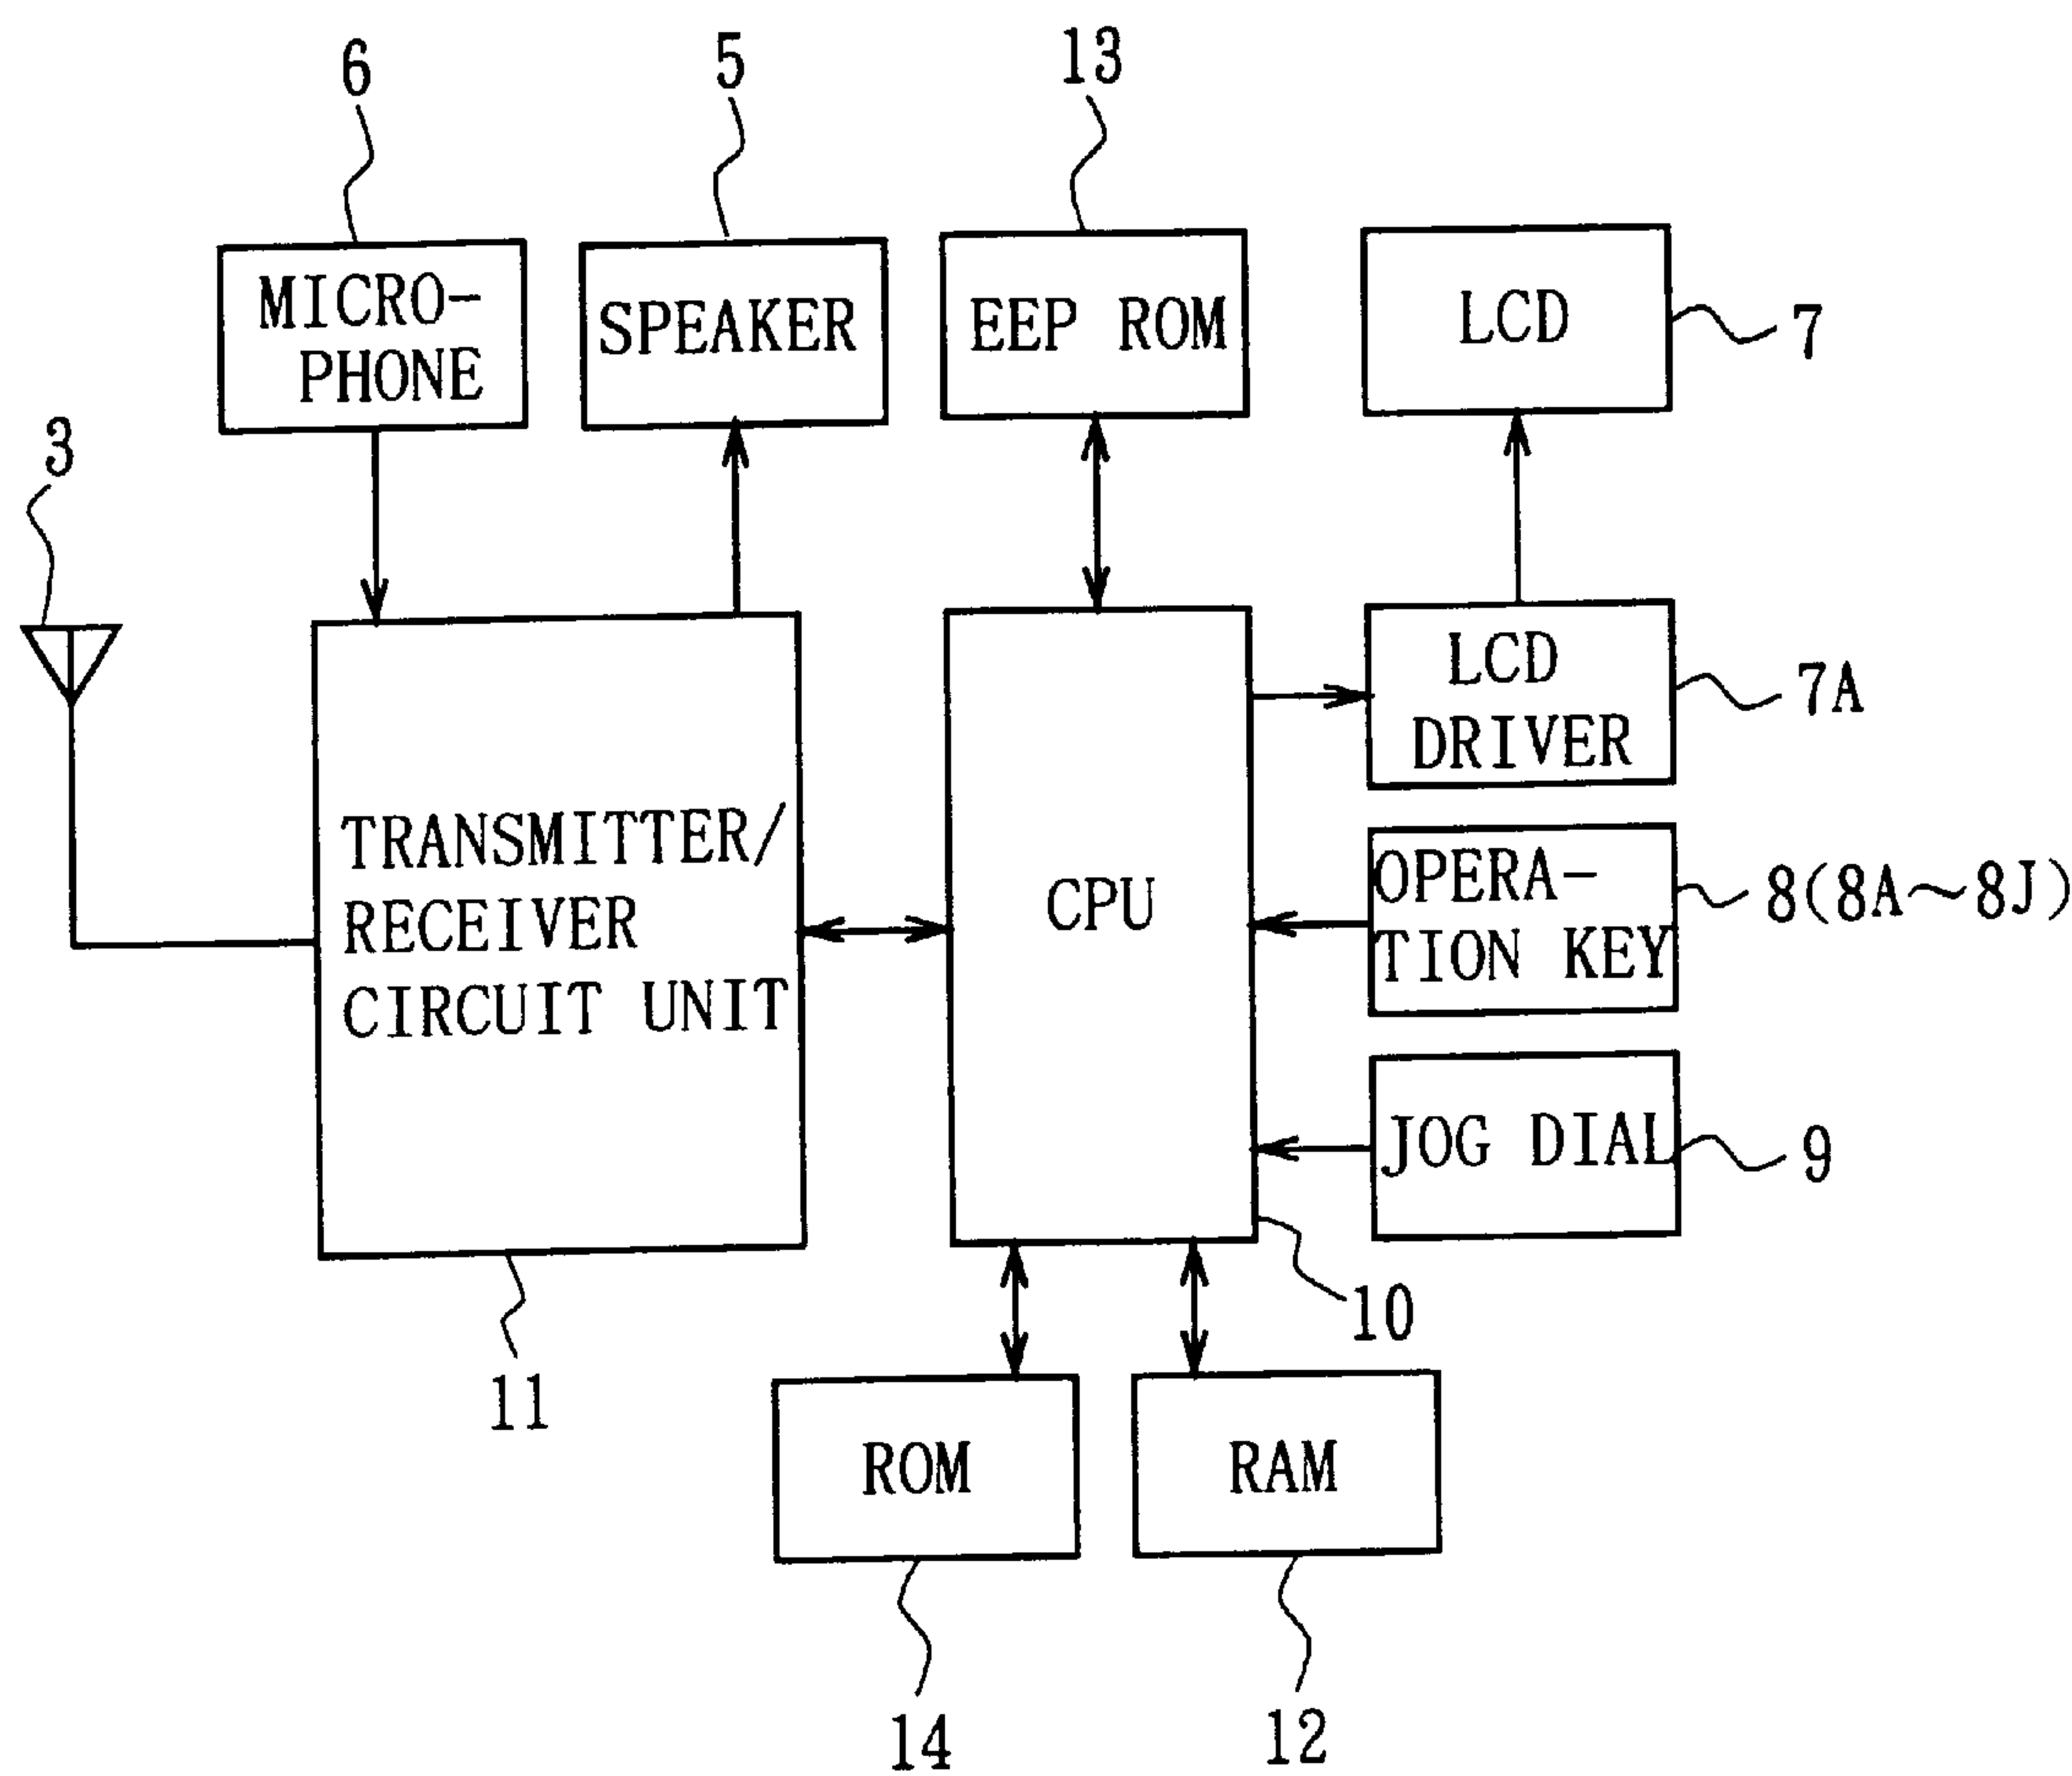 6
5
13
MICRO-
PHONE
SPEAKER
EEP ROM
LCD
7
3
LCD
DRIVER
7A
TRANSMITTER/
RECEIVER
CIRCUIT UNIT
CPU
OPERA-
TION KEY
8(8A～8J)
JOG DIAL
9
10
11
ROM
RAM
14
12